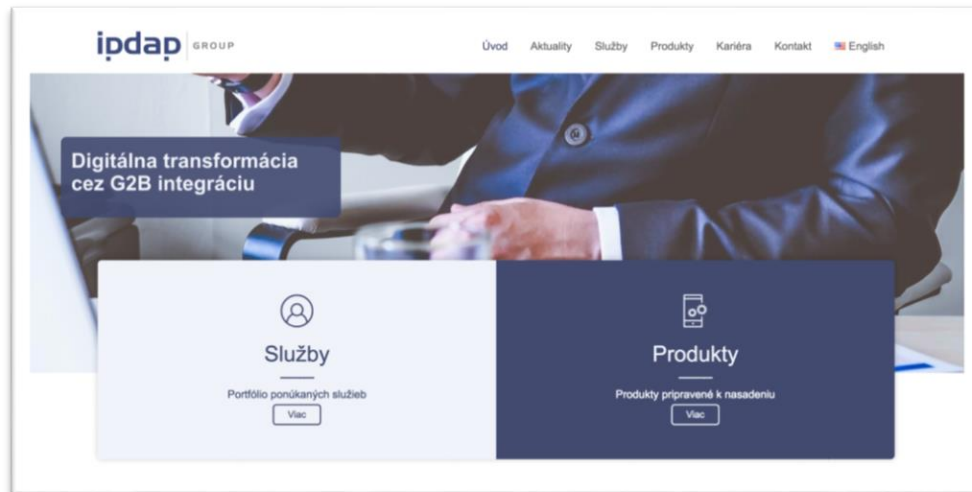 ipdap GROUP
Úvod Aktuality Služby Produkty Kariéra Kontakt English
Digitálna transformácia
cez G2B integráciu
Služby
Portfólio ponúkaných služieb
Viac
Produkty
Produkty pripravené k nasadeniu
Viac